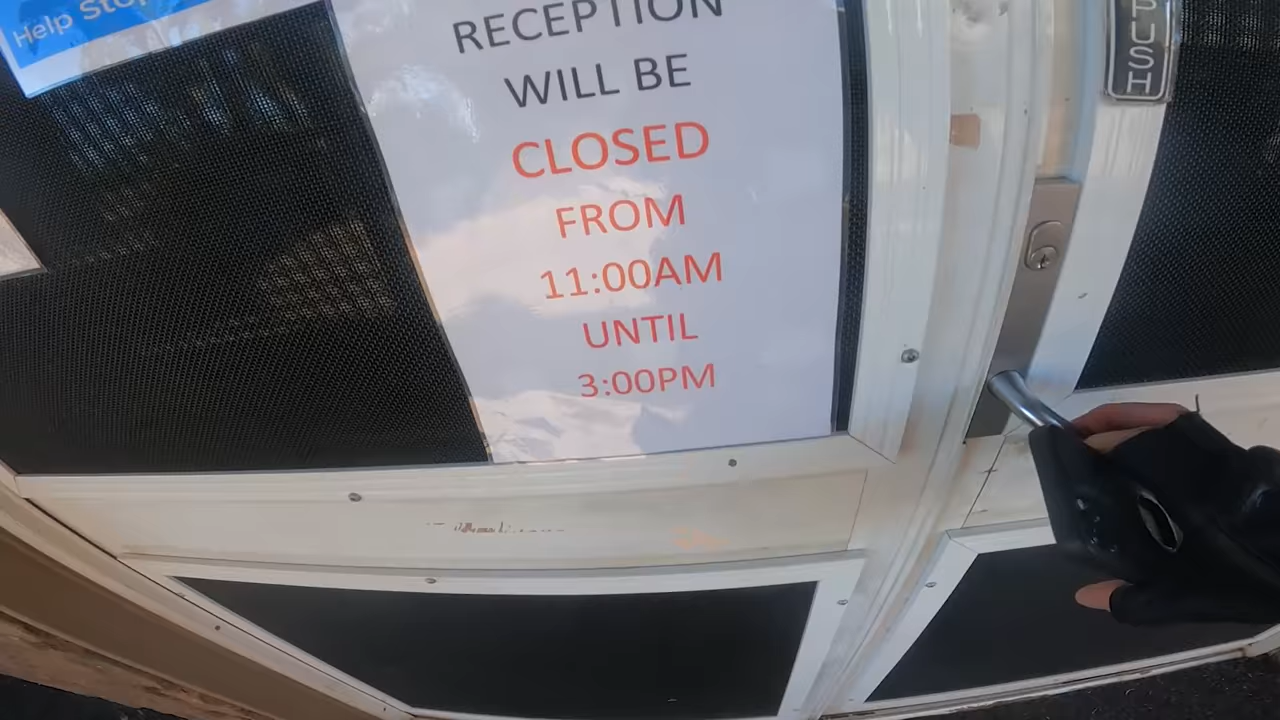 Help Stop
RECEPTION
WILL BE
CLOSED
FROM
11:00AM
UNTIL
3:00PM
PUSH